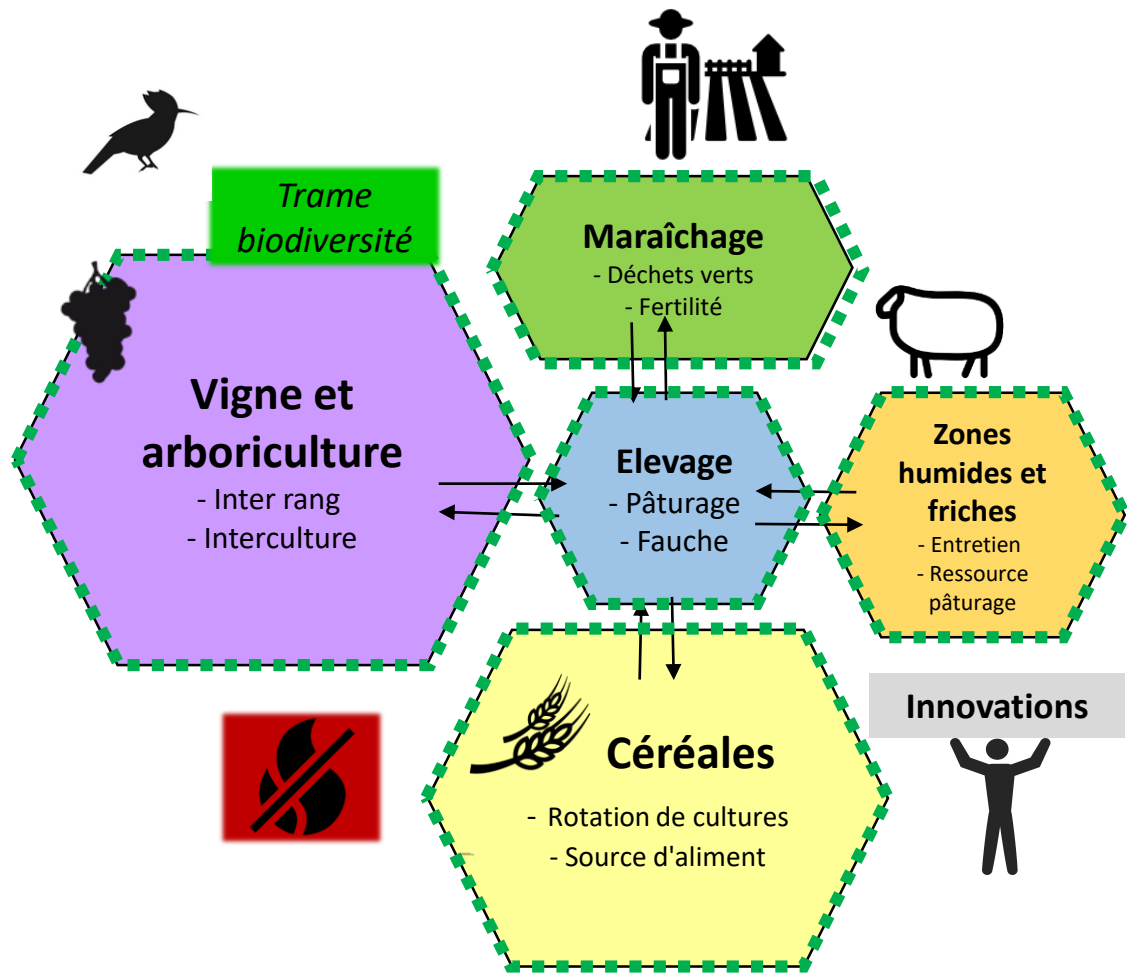 Trame
biodiversité
Maraîchage
- Déchets verts
- Fertilité
Vigne et
arboriculture
- Inter rang
- Interculture
Elevage
- Pâturage
- Fauche
Zones
humides et
friches
- Entretien
- Ressource
pâturage
Innovations
Céréales
- Rotation de cultures
- Source d'aliment